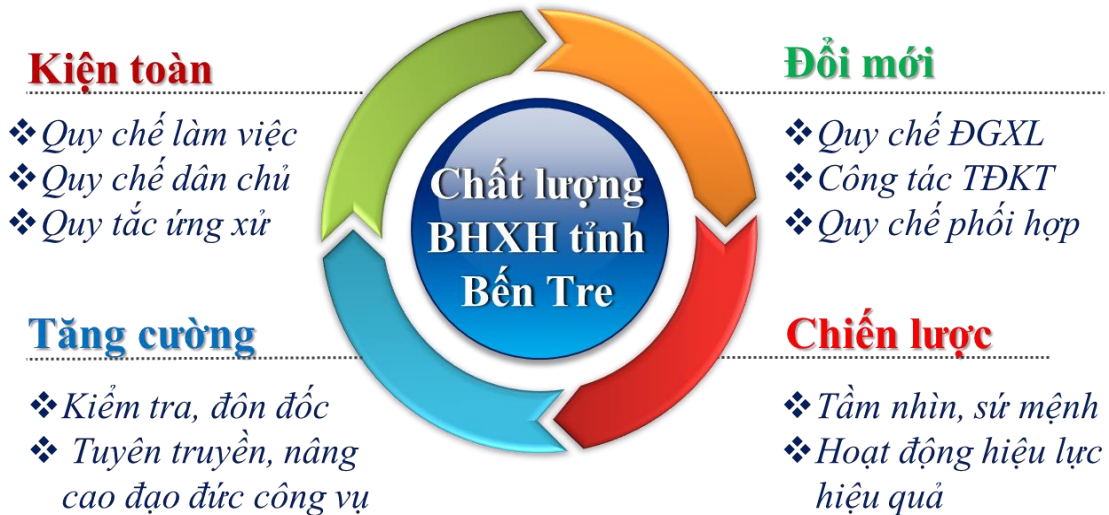 Kiện toàn
❖Quy chế làm việc
❖Quy chế dân chủ
❖Quy tắc ứng xử
Đổi mới
❖Quy chế ĐGXL
❖Công tác TĐKT
❖Quy chế phối hợp
Chất lượng
BHXH tỉnh
Bến Tre
Tăng cường
❖Kiểm tra, đôn đốc
❖ Tuyên truyền, nâng
cao đạo đức công vụ
Chiến lược
❖Tầm nhìn, sứ mệnh
❖Hoạt động hiệu lực
hiệu quả